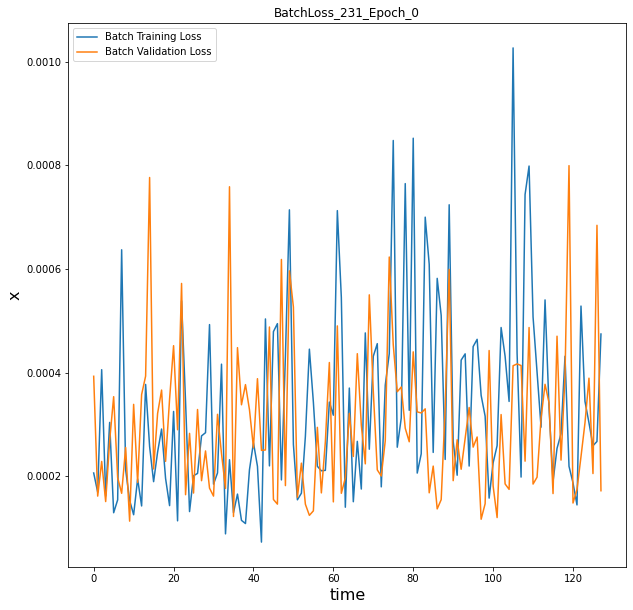 BatchLoss_231_Epoch_0
Batch Training Loss
Batch Validation Loss
0.0010
0.0008
0.0006
0.0004
0.0002
x
0 20 40 60 80 100 120
time